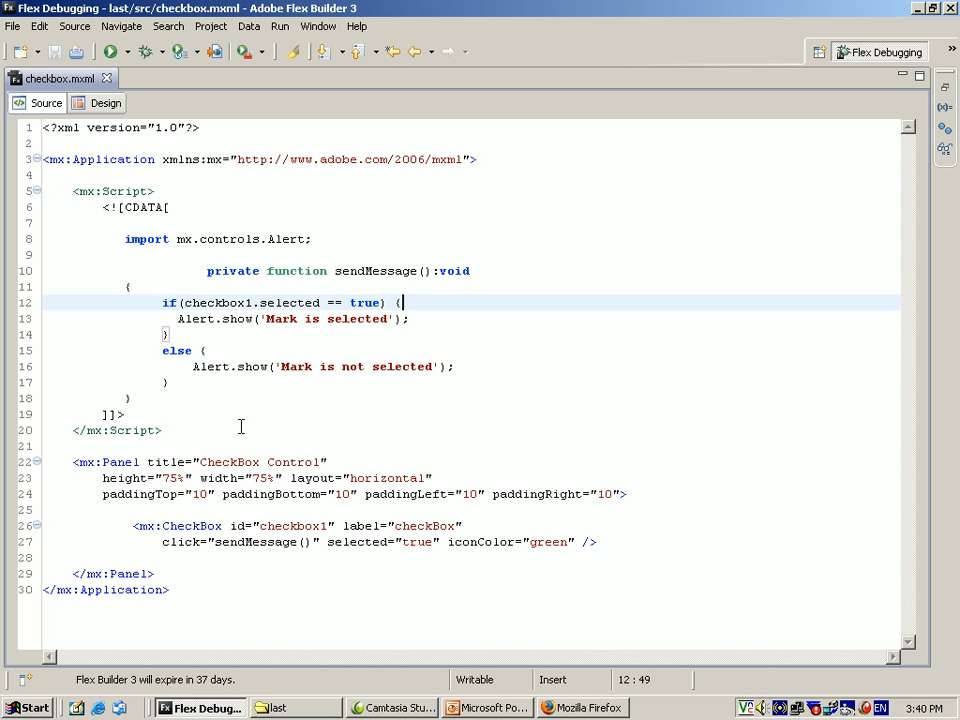 Flex Debugging - last/src/checkbox.mxml - Adobe Flex Builder 3
File Edit Source Navigate Search Project Data Run Window Help
Flex Debugging
checkbox.mxml
Source Design
1 <?xml version="1.0"?>
2
3 <mx:Application xmlns:mx="http://www.adobe.com/2006/mxml">
4
5 <mx:Script>
6 <![CDATA[
7
8 import mx.controls.Alert;
9
10 private function sendMessage():void
11 {
12 if(checkbox1.selected == true) {
13 Alert.show('Mark is selected');
14 }
15 else {
16 Alert.show('Mark is not selected');
17 }
18 }
19 ]]>
20 </mx:Script>
21
22 <mx:Panel title="CheckBox Control"
23 height="75%" width="75%" layout="horizontal"
24 paddingTop="10" paddingBottom="10" paddingLeft="10" paddingRight="10">
25
26 <mx:CheckBox id="checkbox1" label="checkBox"
27 click="sendMessage()" selected="true" iconColor="green" />
28
29 </mx:Panel>
30 </mx:Application>
Flex Builder 3 will expire in 37 days. Writable Insert 12 : 49
Start Flex Debug... last Camtasia Stu... Microsoft Po... Mozilla Firefox EN 3:40 PM